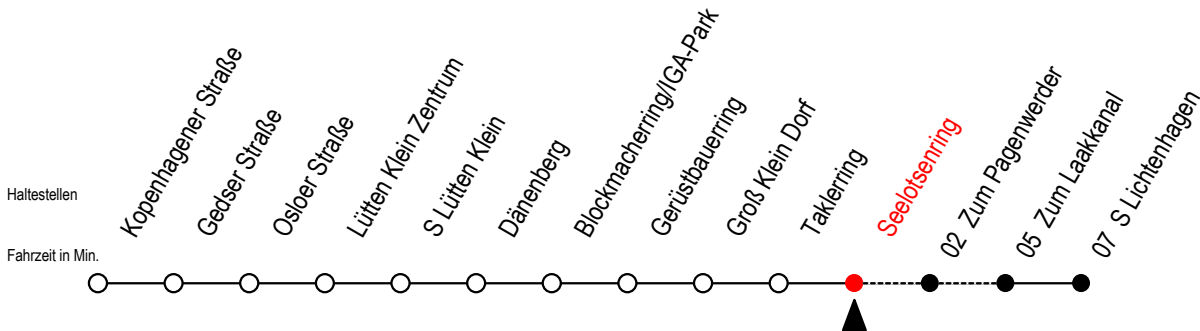 Haltestellen
Fahrzeit in Min.
Kopenhagener Straße
Gedser Straße
Osloer Straße
Lütten Klein Zentrum
S Lütten Klein
Dänenberg
Blockmacherring/IGA-Park
Gerüstbauerring
Groß Klein Dorf
Taklerring
Seelotsenring
02 Zum Pagenwerder
05 Zum Laakkanal
07 S Lichtenhagen